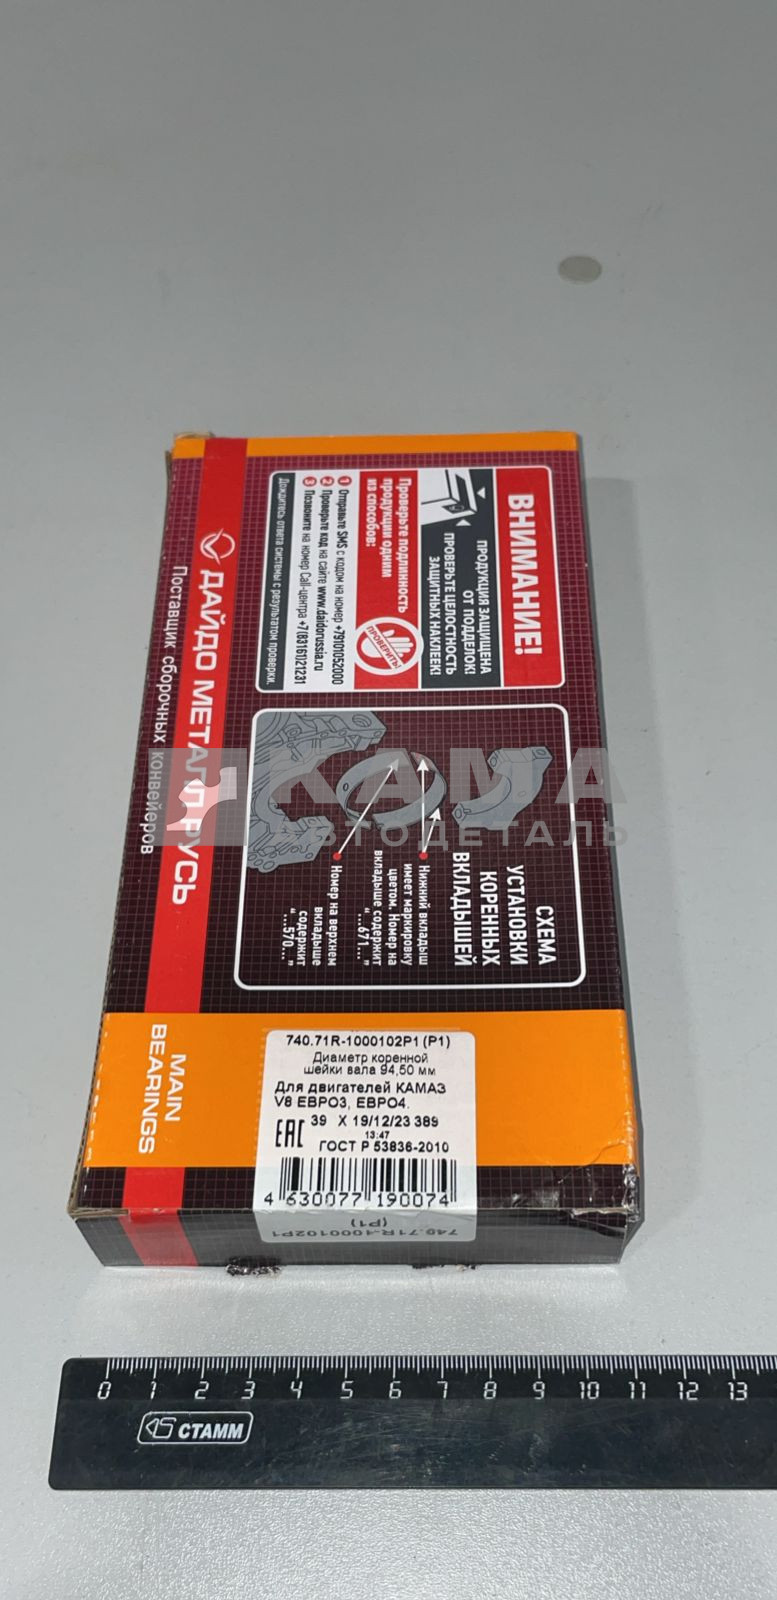 ВНИМАНИЕ!
ПРОДУКЦИЯ ЗАЩИЩЕНА
ОТ ПОДДЕЛОК!
ПРОВЕРЬТЕ ЦЕЛОСТНОСТЬ
ЗАЩИТНЫХ НАКЛЕЕК!
Проверьте подлинность
продукции одним
из способов:
ПРОВЕРИТЬ!
1 Отправьте SMS с кодом на номер +79101052000
2 Проверьте код на сайте www.daidorussia.ru
3 Позвоните на номер Call-центра +7(83161)21231
Дождитесь ответа системы с результатом проверки.
ДАЙДО МЕТАЛЛ РУСЬ
Поставщик сборочных конвейеров
СХЕМА
УСТАНОВКИ
КОРЕННЫХ
ВКЛАДЫШЕЙ
Нижний вкладыш
имеет маркировку
цветом. Номер на
вкладыше содержит
"...671..."
Номер на верхнем
вкладыше
содержит
"...570..."
КАМА
АВТОДЕТАЛЬ
MAIN
BEARINGS
740.71R-1000102P1 (P1)
Диаметр коренной
шейки вала 94,50 мм
Для двигателей КАМАЗ
V8 ЕВРО3, ЕВРО4.
EAC
39 X 19/12/23 389
13:47
ГОСТ Р 53836-2010
4 630077 190074
740.71R-1000102P1
(P1)
0 1 2 3 4 5 6 7 8 9 10 11 12 13
СТАММ